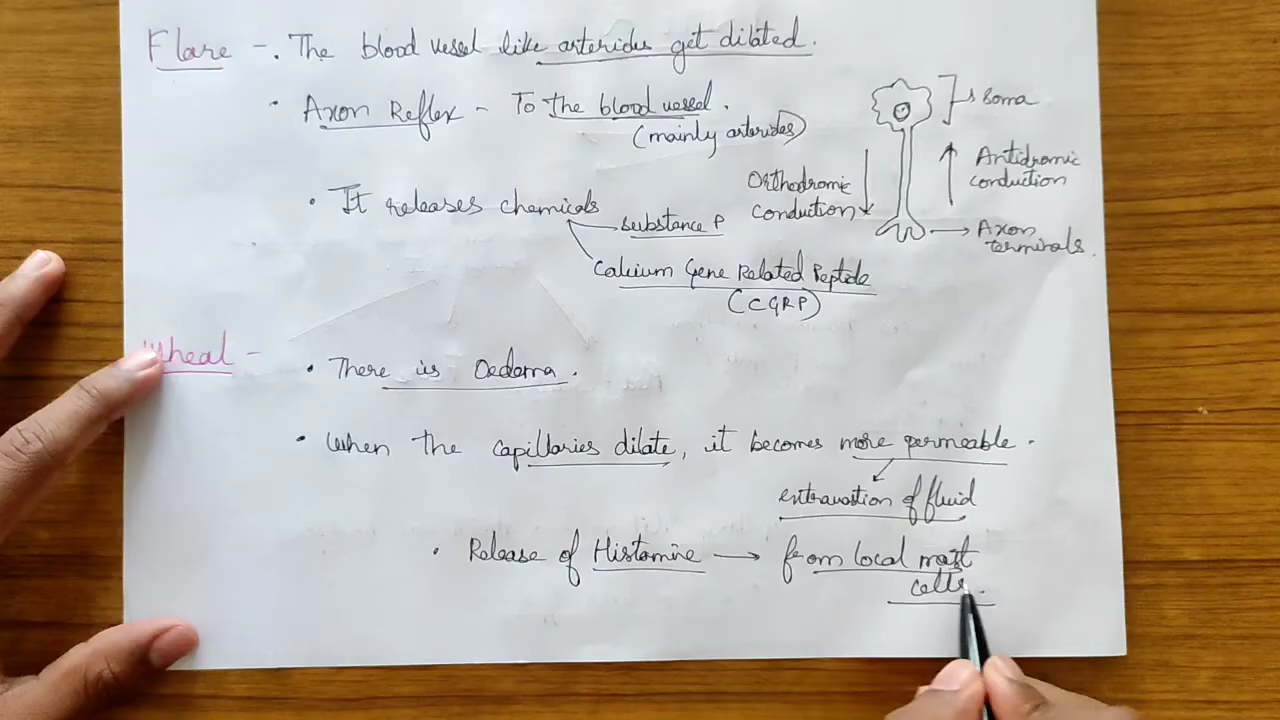 Flare - . The blood vessel like arterioles get dilated.
. Axon Reflex - To the blood vessel.
(mainly arterioles)
Soma
Orthodromic
conduction
Antidromic
conduction
Axon
terminals.
. It releases chemicals
substance P
Calcium Gene Related Peptide
(CGRP)
Wheal -
. There is Oedema.
. When the capillaries dilate, it becomes more permeable.
extravastion of fluid
. Release of Histamine → from local mast
cells.